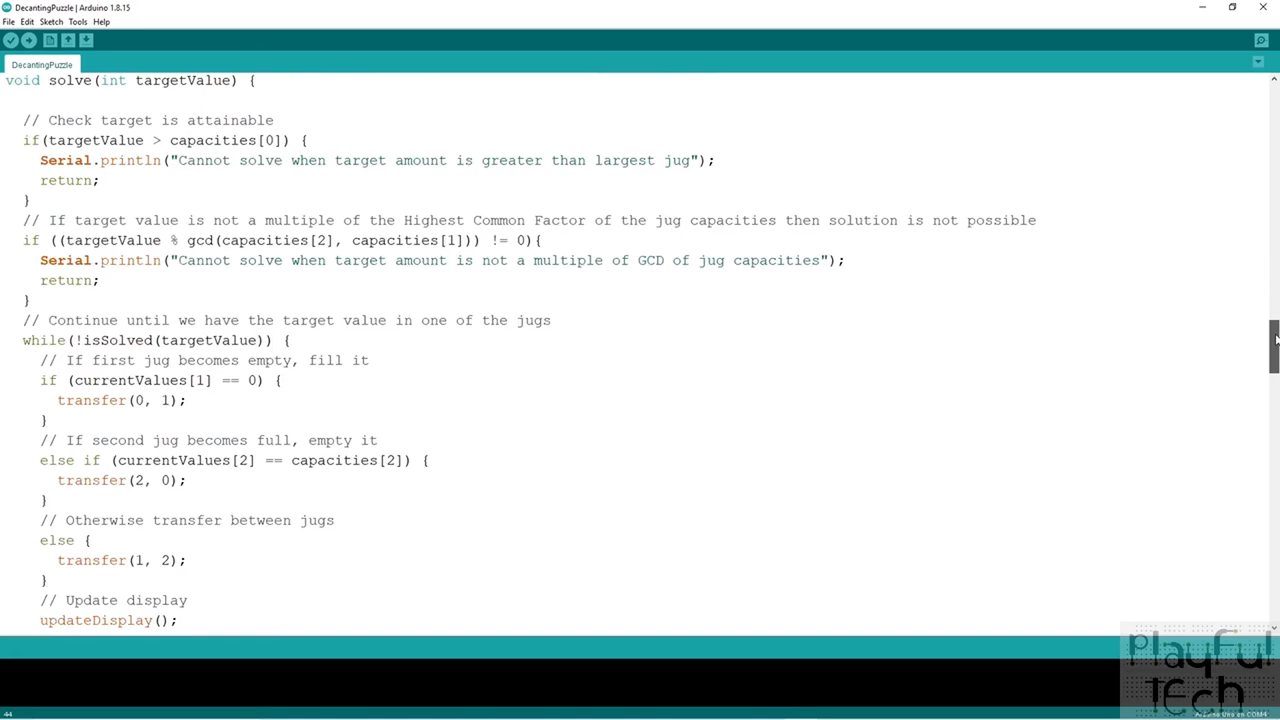 DecantingPuzzle | Arduino 1.8.15
File Edit Sketch Tools Help
DecantingPuzzle
void solve(int targetValue) {
// Check target is attainable
if(targetValue > capacities[0]) {
Serial.println("Cannot solve when target amount is greater than largest jug");
return;
}
// If target value is not a multiple of the Highest Common Factor of the jug capacities then solution is not possible
if ((targetValue % gcd(capacities[2], capacities[1])) != 0){
Serial.println("Cannot solve when target amount is not a multiple of GCD of jug capacities");
return;
}
// Continue until we have the target value in one of the jugs
while(!isSolved(targetValue)) {
// If first jug becomes empty, fill it
if (currentValues[1] == 0) {
transfer(0, 1);
}
// If second jug becomes full, empty it
else if (currentValues[2] == capacities[2]) {
transfer(2, 0);
}
// Otherwise transfer between jugs
else {
transfer(1, 2);
}
// Update display
updateDisplay();
Playful
Tech
44
Arduino Uno on COM4